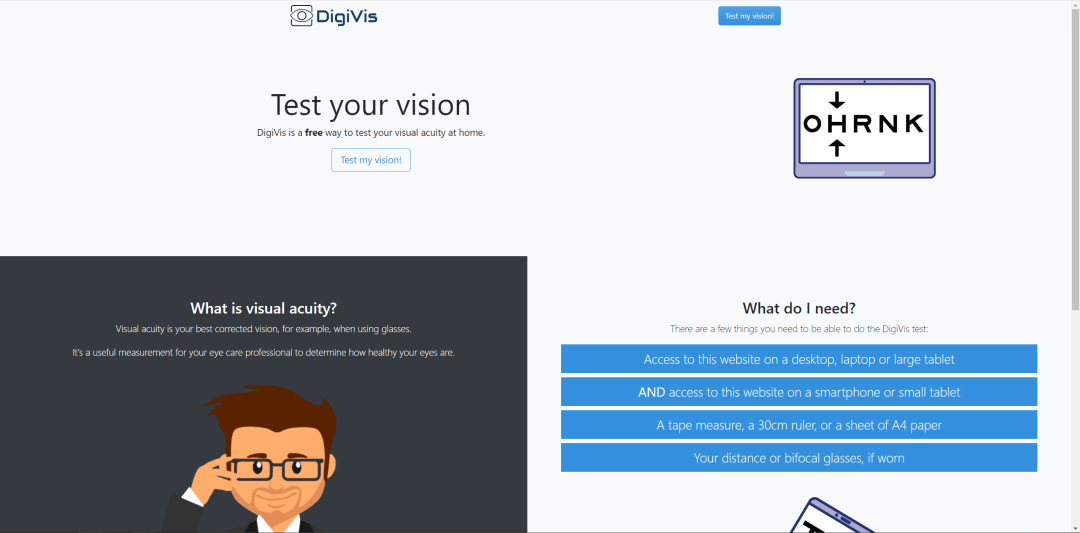 DigiVis
Test my vision!
Test your vision
DigiVis is a free way to test your visual acuity at home.
Test my vision!
OHRNK
What is visual acuity?
Visual acuity is your best corrected vision, for example, when using glasses.
It's a useful measurement for your eye care professional to determine how healthy your eyes are.
What do I need?
There are a few things you need to be able to do the DigiVis test:
Access to this website on a desktop, laptop or large tablet
AND access to this website on a smartphone or small tablet
A tape measure, a 30cm ruler, or a sheet of A4 paper
Your distance or bifocal glasses, if worn